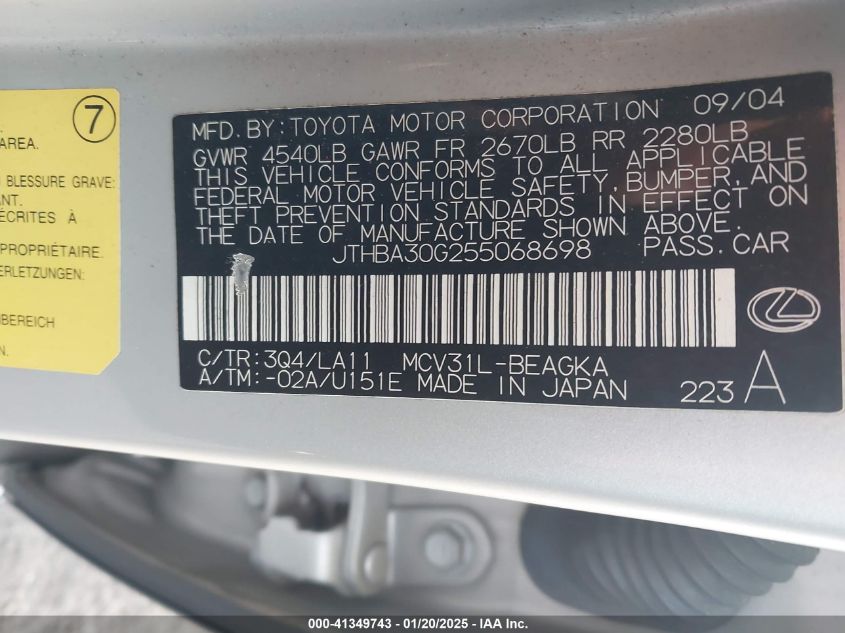 7
AREA.
BLESSURE GRAVE:
ANT.
ÉCRITES À
PROPRIÉTAIRE.
ERLETZUNGEN:
BEREICH
N.
MFD. BY: TOYOTA MOTOR CORPORATION 09/04
GVWR 4540LB GAWR FR 2670LB RR 2280LB
THIS VEHICLE CONFORMS TO ALL APPLICABLE
FEDERAL MOTOR VEHICLE SAFETY, BUMPER, AND
THEFT PREVENTION STANDARDS IN EFFECT ON
THE DATE OF MANUFACTURE SHOWN ABOVE.
JTHBA30G255068698 PASS. CAR
C/TR: 3Q4/LA11 MCV31L-BEAGKA
A/TM: -02A/U151E MADE IN JAPAN 223 A
000-41349743 / 01/20/2025 - IAA Inc.